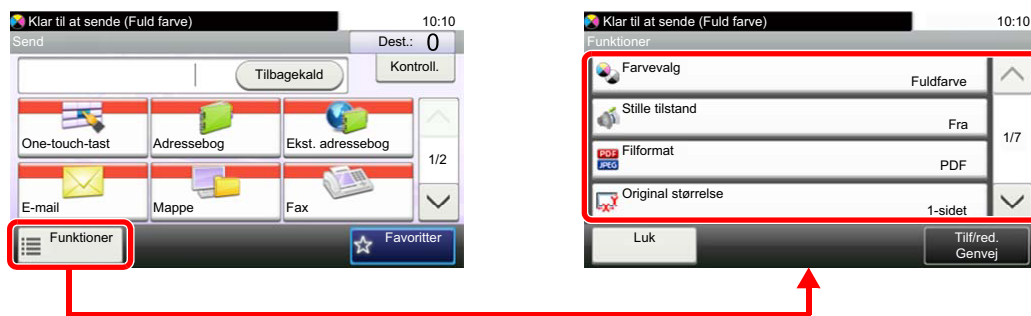 Klar til at sende (Fuld farve) 10:10
Send Dest.: 0
Tilbagekald Kontroll.
One-touch-tast Adressebog Ekst. adressebog
1/2
E-mail Mappe Fax
Funktioner Favoritter
Klar til at sende (Fuld farve) 10:10
Funktioner
Farvevalg
Fuldfarve
Stille tilstand
Fra
1/7
PDF
JPEG
Filformat
PDF
Original størrelse
1-sidet
Luk Tilf/red.
Genvej